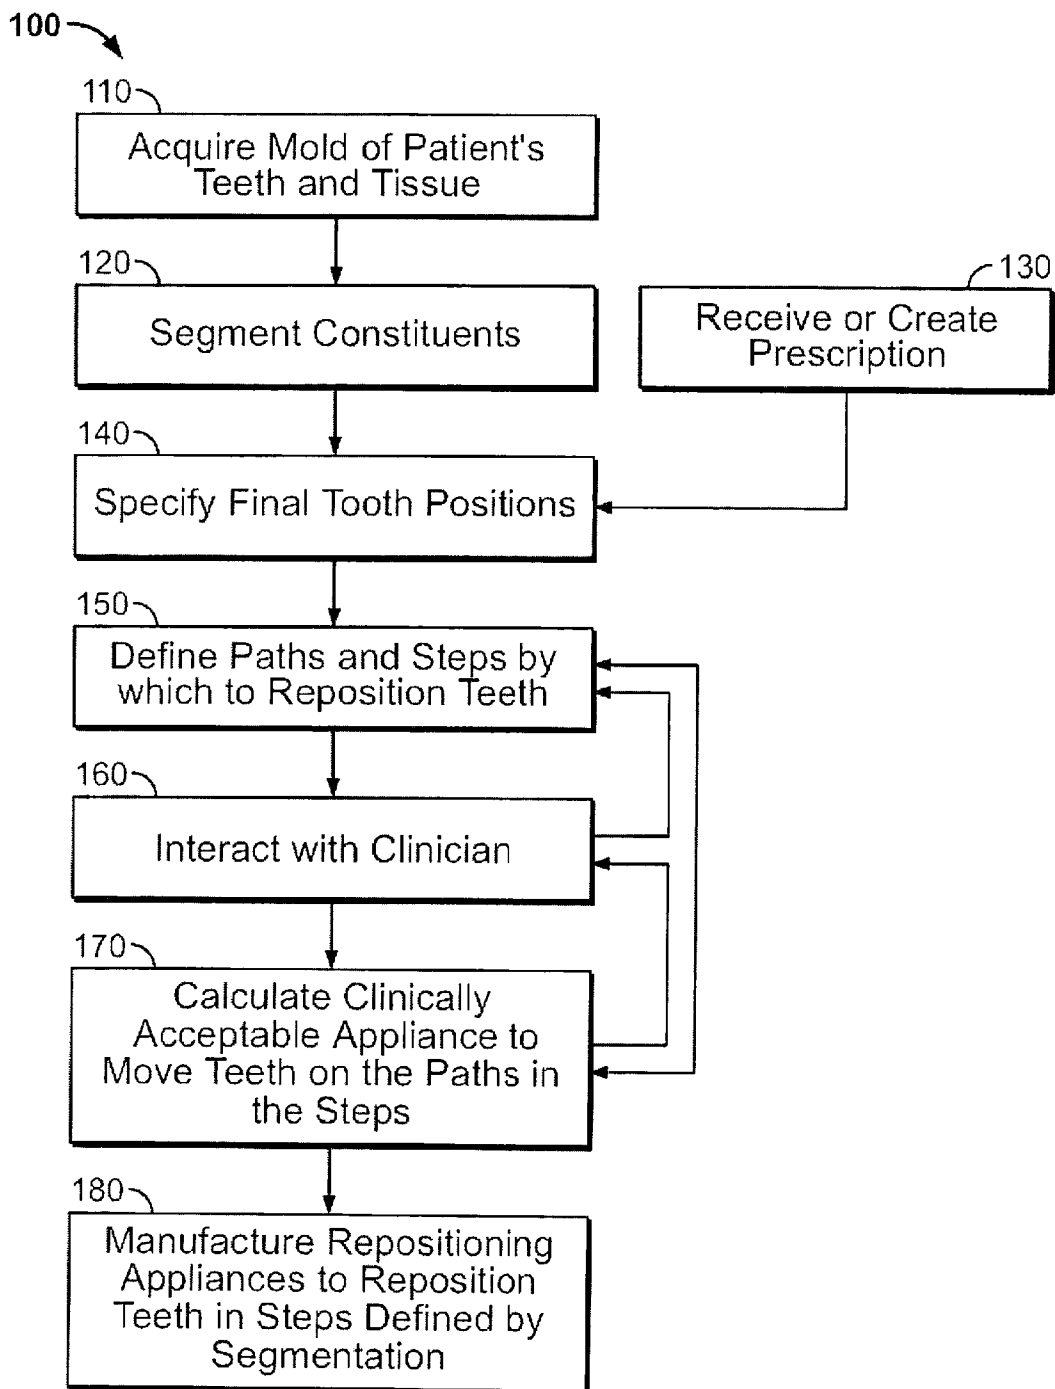 100
110
Acquire Mold of Patient's
Teeth and Tissue
120
Segment Constituents
130
Receive or Create
Prescription
140
Specify Final Tooth Positions
150
Define Paths and Steps by
which to Reposition Teeth
160
Interact with Clinician
170
Calculate Clinically
Acceptable Appliance to
Move Teeth on the Paths in
the Steps
180
Manufacture Repositioning
Appliances to Reposition
Teeth in Steps Defined by
Segmentation